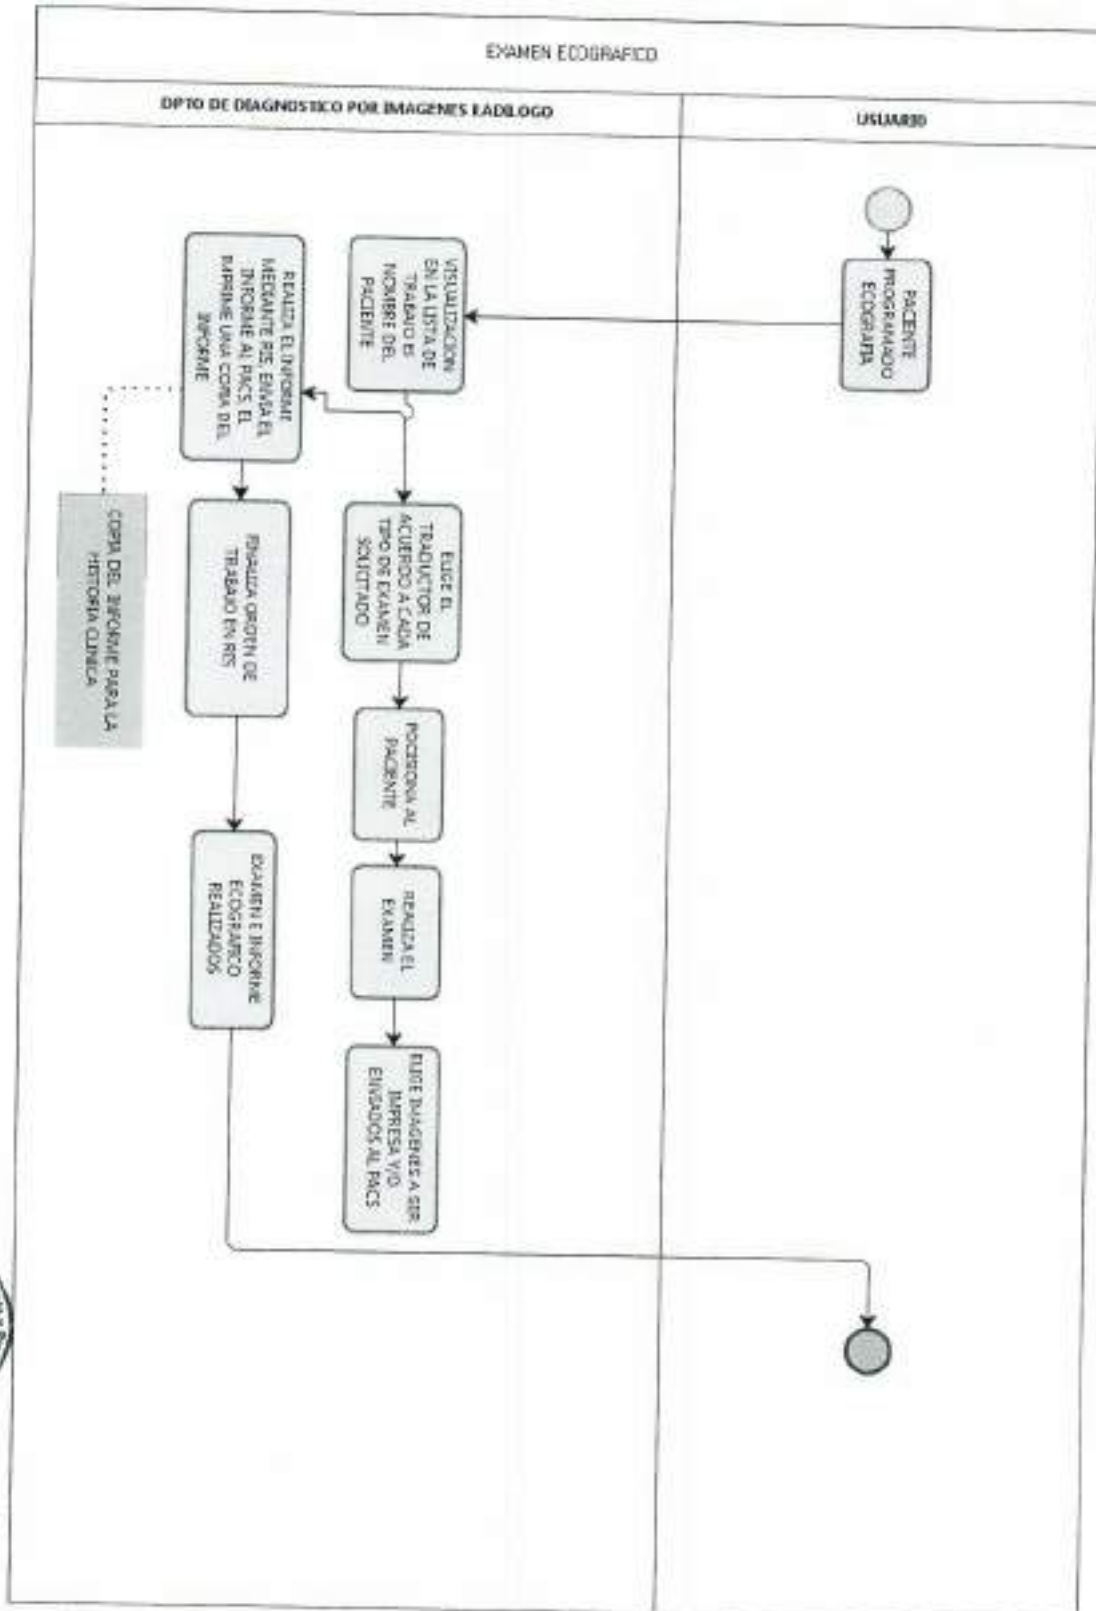 EXAMEN ECOGRAFICO
DPTO DE DIAGNOSTICO POR IMAGENES RADILOGO
USUARIO
PACIENTE
PROGRAMADO
ECOGRAFIA
VISUALIZACION
EN LA LISTA DE
TRABAJO ES
NOMBRE DEL
PACIENTE
ELIGE EL
TRADUCTOR DE
ACUERDO A CADA
TIPO DE EXAMEN
SOLICITADO
POCISIONA AL
PACIENTE
REALIZA EL
EXAMEN
ELIGE IMAGENES A SER
IMPRESA Y/O
ENVIADOS AL PACS
REALIZA EL INFORME
MEDIANTE RIS, ENVIA EL
INFORME AL PACS, EL
IMPRIME UNA COPIA DEL
INFORME
FINALIZA ORDEN DE
TRABAJO EN RIS
EXAMEN E INFORME
ECOGRAFICO
REALIZADOS
COPIA DEL INFORME PARA LA
HISTORIA CLINICA